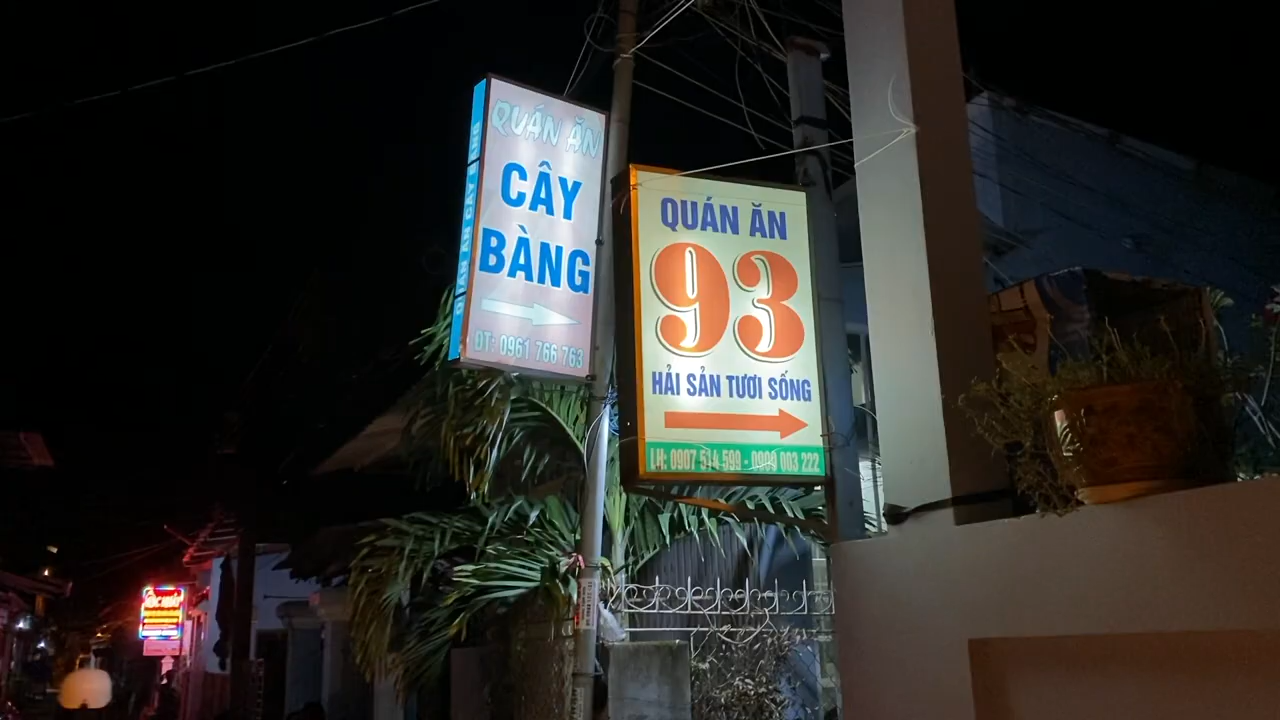 QUÁN ĂN
CÂY
BÀNG
ĐT: 0961 766 763
QUÁN ĂN CÂY BÀNG
QUÁN ĂN
93
HẢI SẢN TƯƠI SỐNG
LH: 0907 514 599 - 0909 003 222